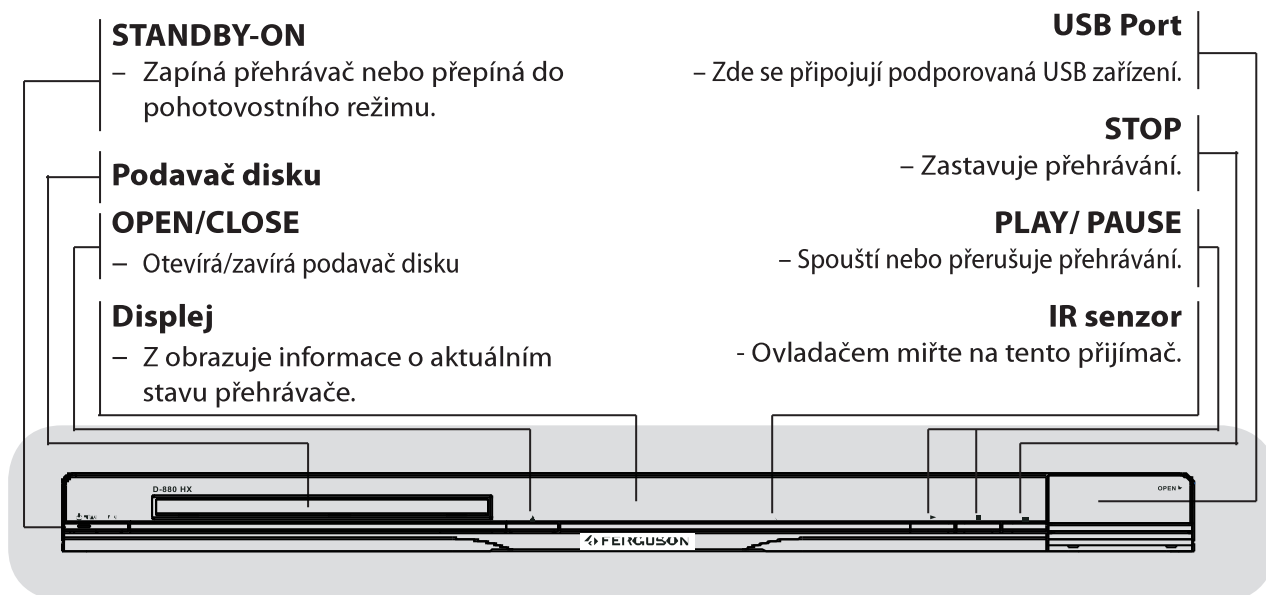 STANDBY-ON
– Zapíná přehrávač nebo přepíná do
pohotovostního režimu.
Podavač disku
OPEN/CLOSE
– Otevírá/zavírá podavač disku
Displej
– Z obrazuje informace o aktuálním
stavu přehrávače.
USB Port
– Zde se připojují podporovaná USB zařízení.
STOP
– Zastavuje přehrávání.
PLAY/ PAUSE
– Spouští nebo přerušuje přehrávání.
IR senzor
- Ovladačem miřte na tento přijímač.
D-880 HX
OPEN
FERGUSON